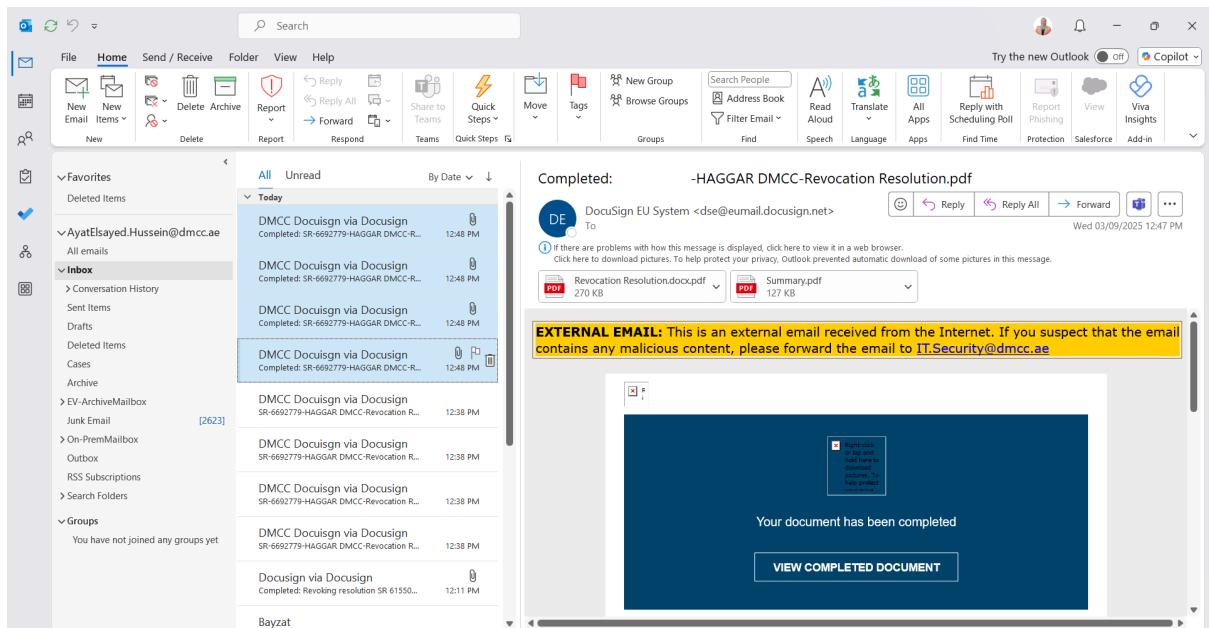 Search
File Home Send / Receive Folder View Help
Try the new Outlook Off Copilot
New Email
New Items
Delete
Archive
Report
Reply
Reply All
Forward
Share to Teams
Quick Steps
Move
Tags
New Group
Browse Groups
Search People
Address Book
Filter Email
Read Aloud
Translate
All Apps
Reply with Scheduling Poll
Report Phishing
View
Viva Insights
New Delete Report Respond Teams Quick Steps Groups Find Speech Language Apps Find Time Protection Salesforce Add-in
Favorites
Deleted Items
AyatElsayed.Hussein@dmcc.ae
All emails
Inbox
Conversation History
Sent Items
Drafts
Deleted Items
Cases
Archive
EV-ArchiveMailbox
Junk Email [2623]
On-PremMailbox
Outbox
RSS Subscriptions
Search Folders
Groups
You have not joined any groups yet
All Unread By Date
Today
DMCC Docuisgn via Docusign
Completed: SR-6692779-HAGGAR DMCC-R... 12:48 PM
DMCC Docuisgn via Docusign
Completed: SR-6692779-HAGGAR DMCC-R... 12:48 PM
DMCC Docuisgn via Docusign
Completed: SR-6692779-HAGGAR DMCC-R... 12:48 PM
DMCC Docuisgn via Docusign
Completed: SR-6692779-HAGGAR DMCC-R... 12:48 PM
DMCC Docuisgn via Docusign
SR-6692779-HAGGAR DMCC-Revocation R... 12:38 PM
DMCC Docuisgn via Docusign
SR-6692779-HAGGAR DMCC-Revocation R... 12:38 PM
DMCC Docuisgn via Docusign
SR-6692779-HAGGAR DMCC-Revocation R... 12:38 PM
DMCC Docuisgn via Docusign
SR-6692779-HAGGAR DMCC-Revocation R... 12:38 PM
Docusign via Docusign
Completed: Revoking resolution SR 61550... 12:11 PM
Bayzat
Completed: -HAGGAR DMCC-Revocation Resolution.pdf
DE
DocuSign EU System <dse@eumail.docusign.net>
To
Reply Reply All Forward
Wed 03/09/2025 12:47 PM
If there are problems with how this message is displayed, click here to view it in a web browser.
Click here to download pictures. To help protect your privacy, Outlook prevented automatic download of some pictures in this message.
PDF Revocation Resolution.docx.pdf
270 KB
PDF Summary.pdf
127 KB
EXTERNAL EMAIL: This is an external email received from the Internet. If you suspect that the email
contains any malicious content, please forward the email to IT.Security@dmcc.ae
Right-click
or tap and
hold here to
download
pictures. To
help protect
Your document has been completed
VIEW COMPLETED DOCUMENT